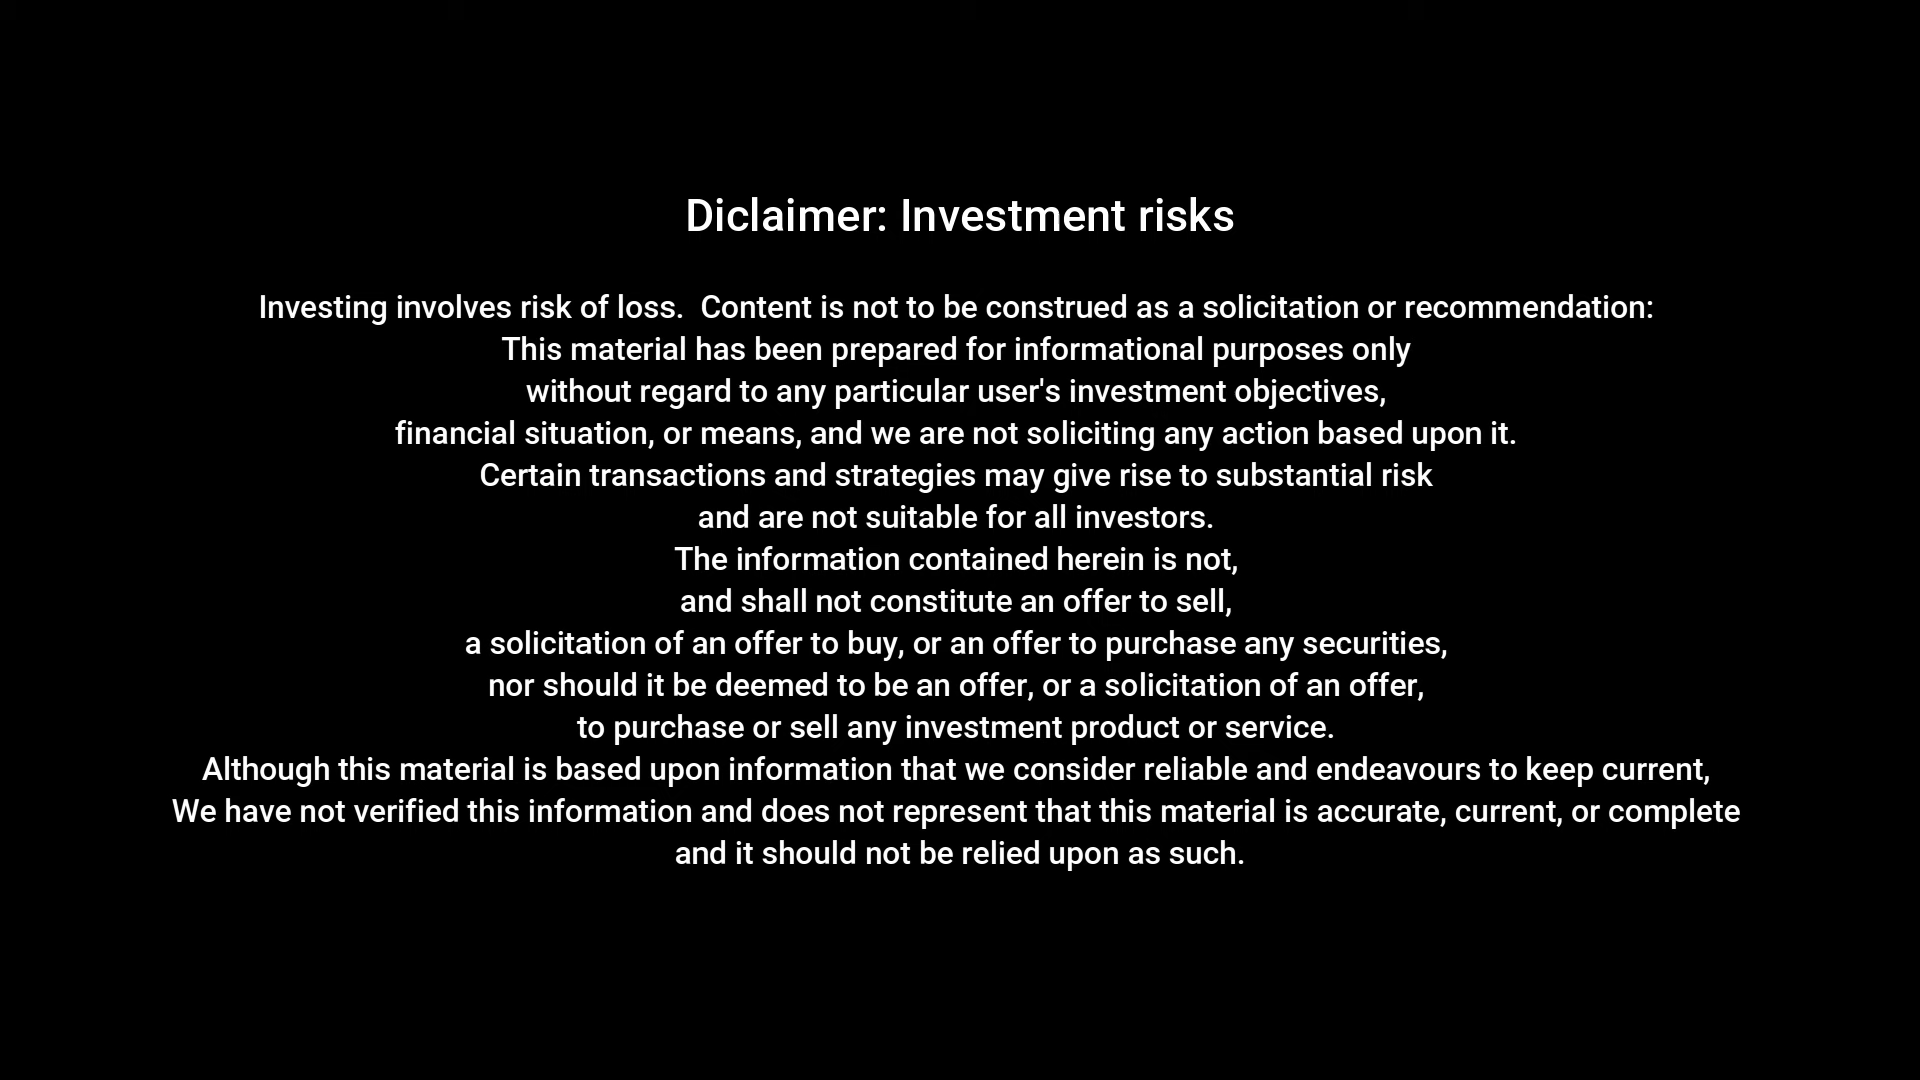 Diclaimer: Investment risks
Investing involves risk of loss.  Content is not to be construed as a solicitation or recommendation:
This material has been prepared for informational purposes only
without regard to any particular user's investment objectives,
financial situation, or means, and we are not soliciting any action based upon it.
Certain transactions and strategies may give rise to substantial risk
and are not suitable for all investors.
The information contained herein is not,
and shall not constitute an offer to sell,
a solicitation of an offer to buy, or an offer to purchase any securities,
nor should it be deemed to be an offer, or a solicitation of an offer,
to purchase or sell any investment product or service.
Although this material is based upon information that we consider reliable and endeavours to keep current,
We have not verified this information and does not represent that this material is accurate, current, or complete
and it should not be relied upon as such.